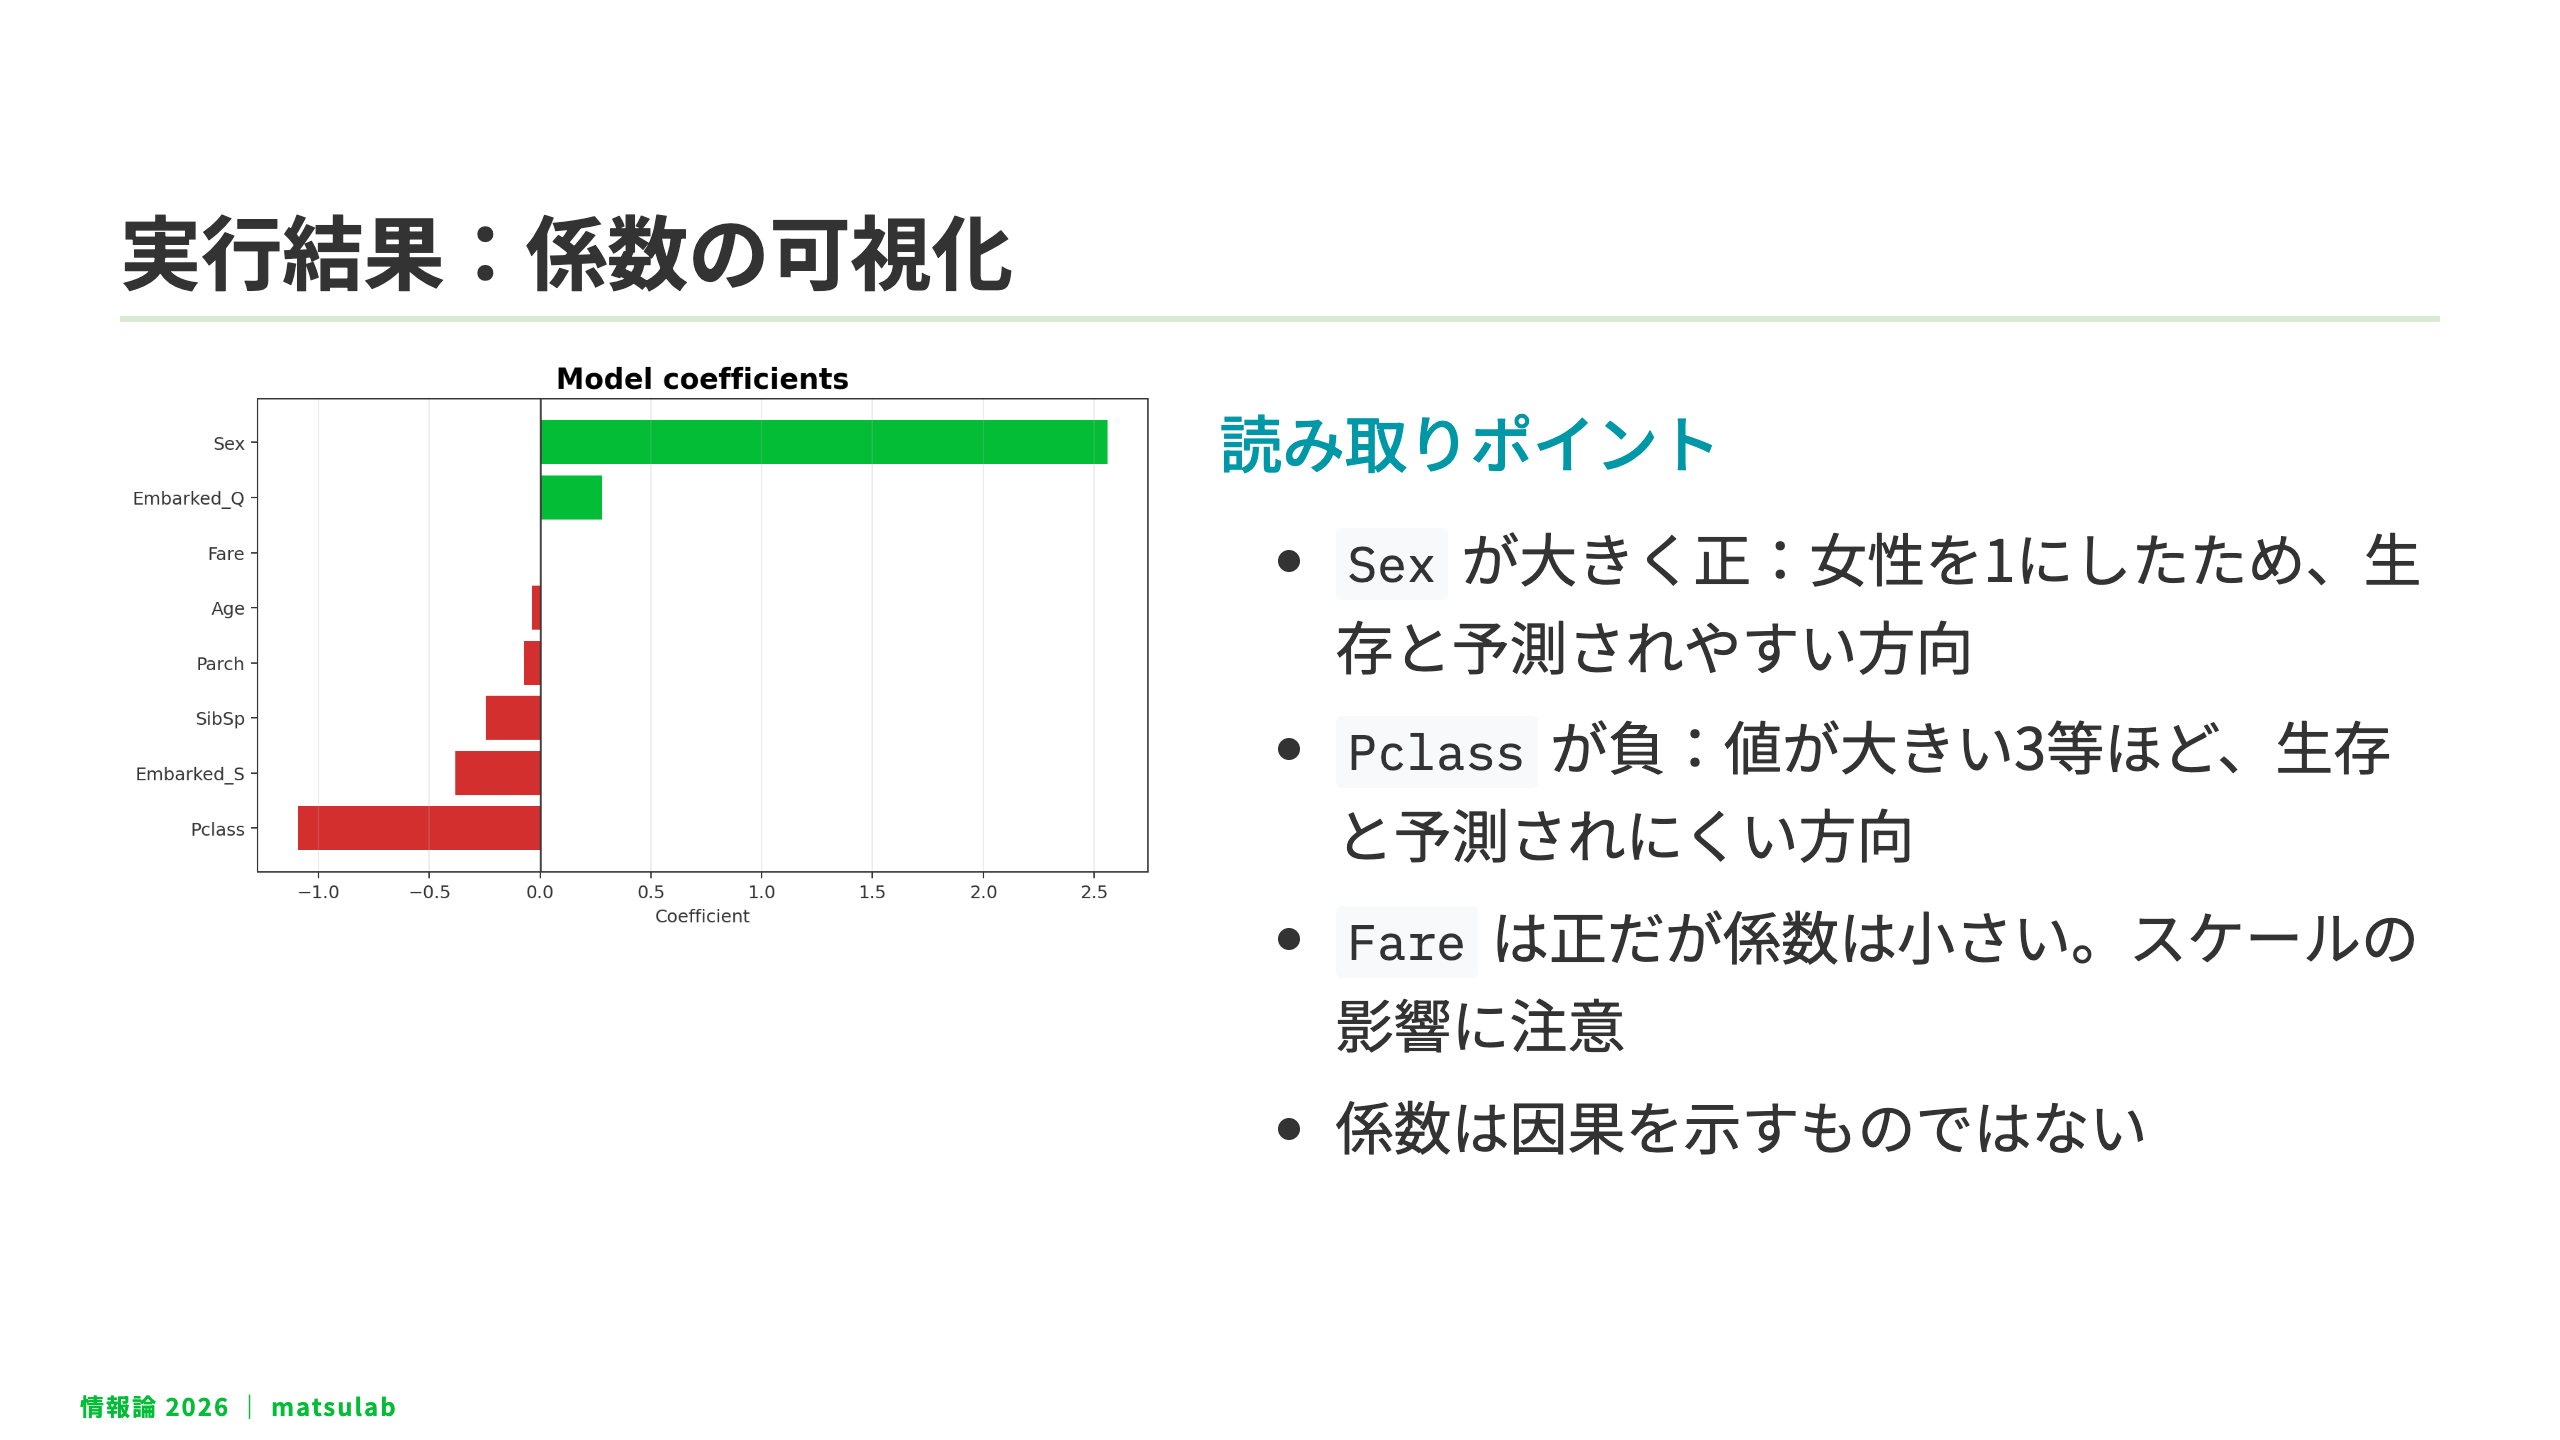 実行結果：係数の可視化
Model coefficients
Sex
Embarked_Q
Fare
Age
Parch
SibSp
Embarked_S
Pclass
−1.0 −0.5 0.0 0.5 1.0 1.5 2.0 2.5
Coefficient
読み取りポイント
• Sex が大きく正：女性を1にしたため、生
存と予測されやすい方向
• Pclass が負：値が大きい3等ほど、生存
と予測されにくい方向
• Fare は正だが係数は小さい。スケールの
影響に注意
• 係数は因果を示すものではない
情報論 2026 ｜ matsulab